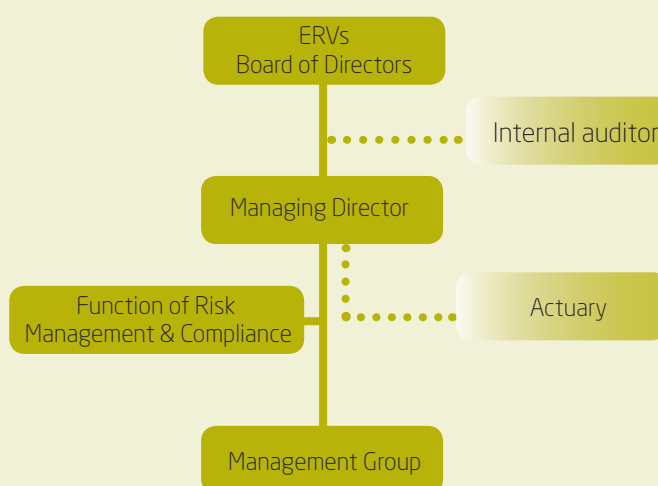 ERVs
Board of Directors
Internal auditor
Managing Director
Function of Risk
Management & Compliance
Actuary
Management Group